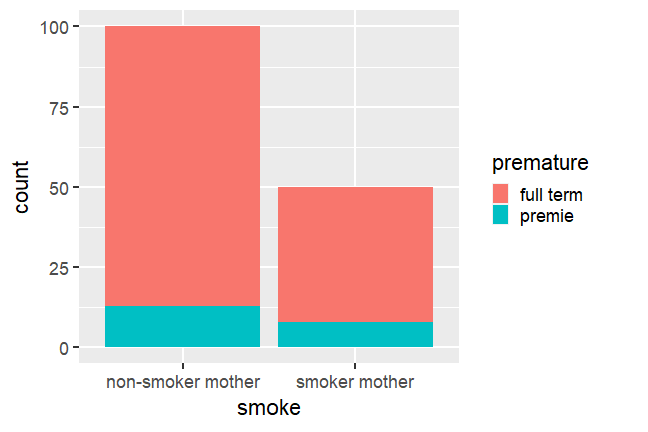 count
100
75
50
25
0
non-smoker mother
smoker mother
smoke
premature
full term
premie